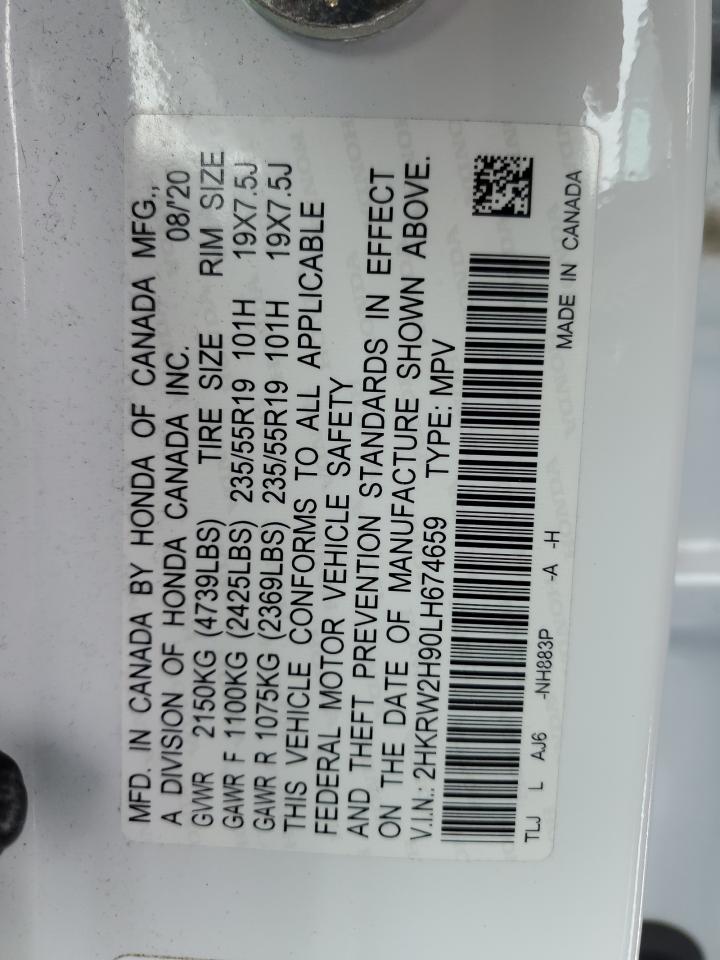 MFD. IN CANADA BY HONDA OF CANADA MFG.,
A DIVISION OF HONDA CANADA INC. 08/'20
GVWR 2150KG (4739LBS) TIRE SIZE RIM SIZE
GAWR F 1100KG (2425LBS) 235/55R19 101H 19X7.5J
GAWR R 1075KG (2369LBS) 235/55R19 101H 19X7.5J
THIS VEHICLE CONFORMS TO ALL APPLICABLE
FEDERAL MOTOR VEHICLE SAFETY
AND THEFT PREVENTION STANDARDS IN EFFECT
ON THE DATE OF MANUFACTURE SHOWN ABOVE.
V.I.N.: 2HKRW2H90LH674659 TYPE: MPV
TLJ L AJ6 -NH883P -A -H
MADE IN CANADA